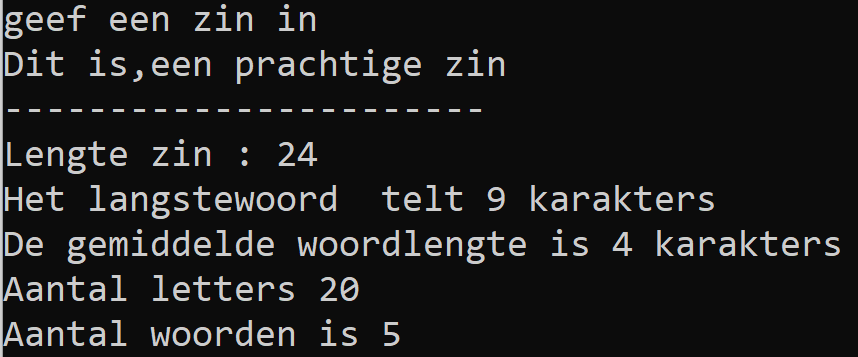 geef een zin in
Dit is,een prachtige zin
-----------------------
Lengte zin : 24
Het langstewoord  telt 9 karakters
De gemiddelde woordlengte is 4 karakters
Aantal letters 20
Aantal woorden is 5